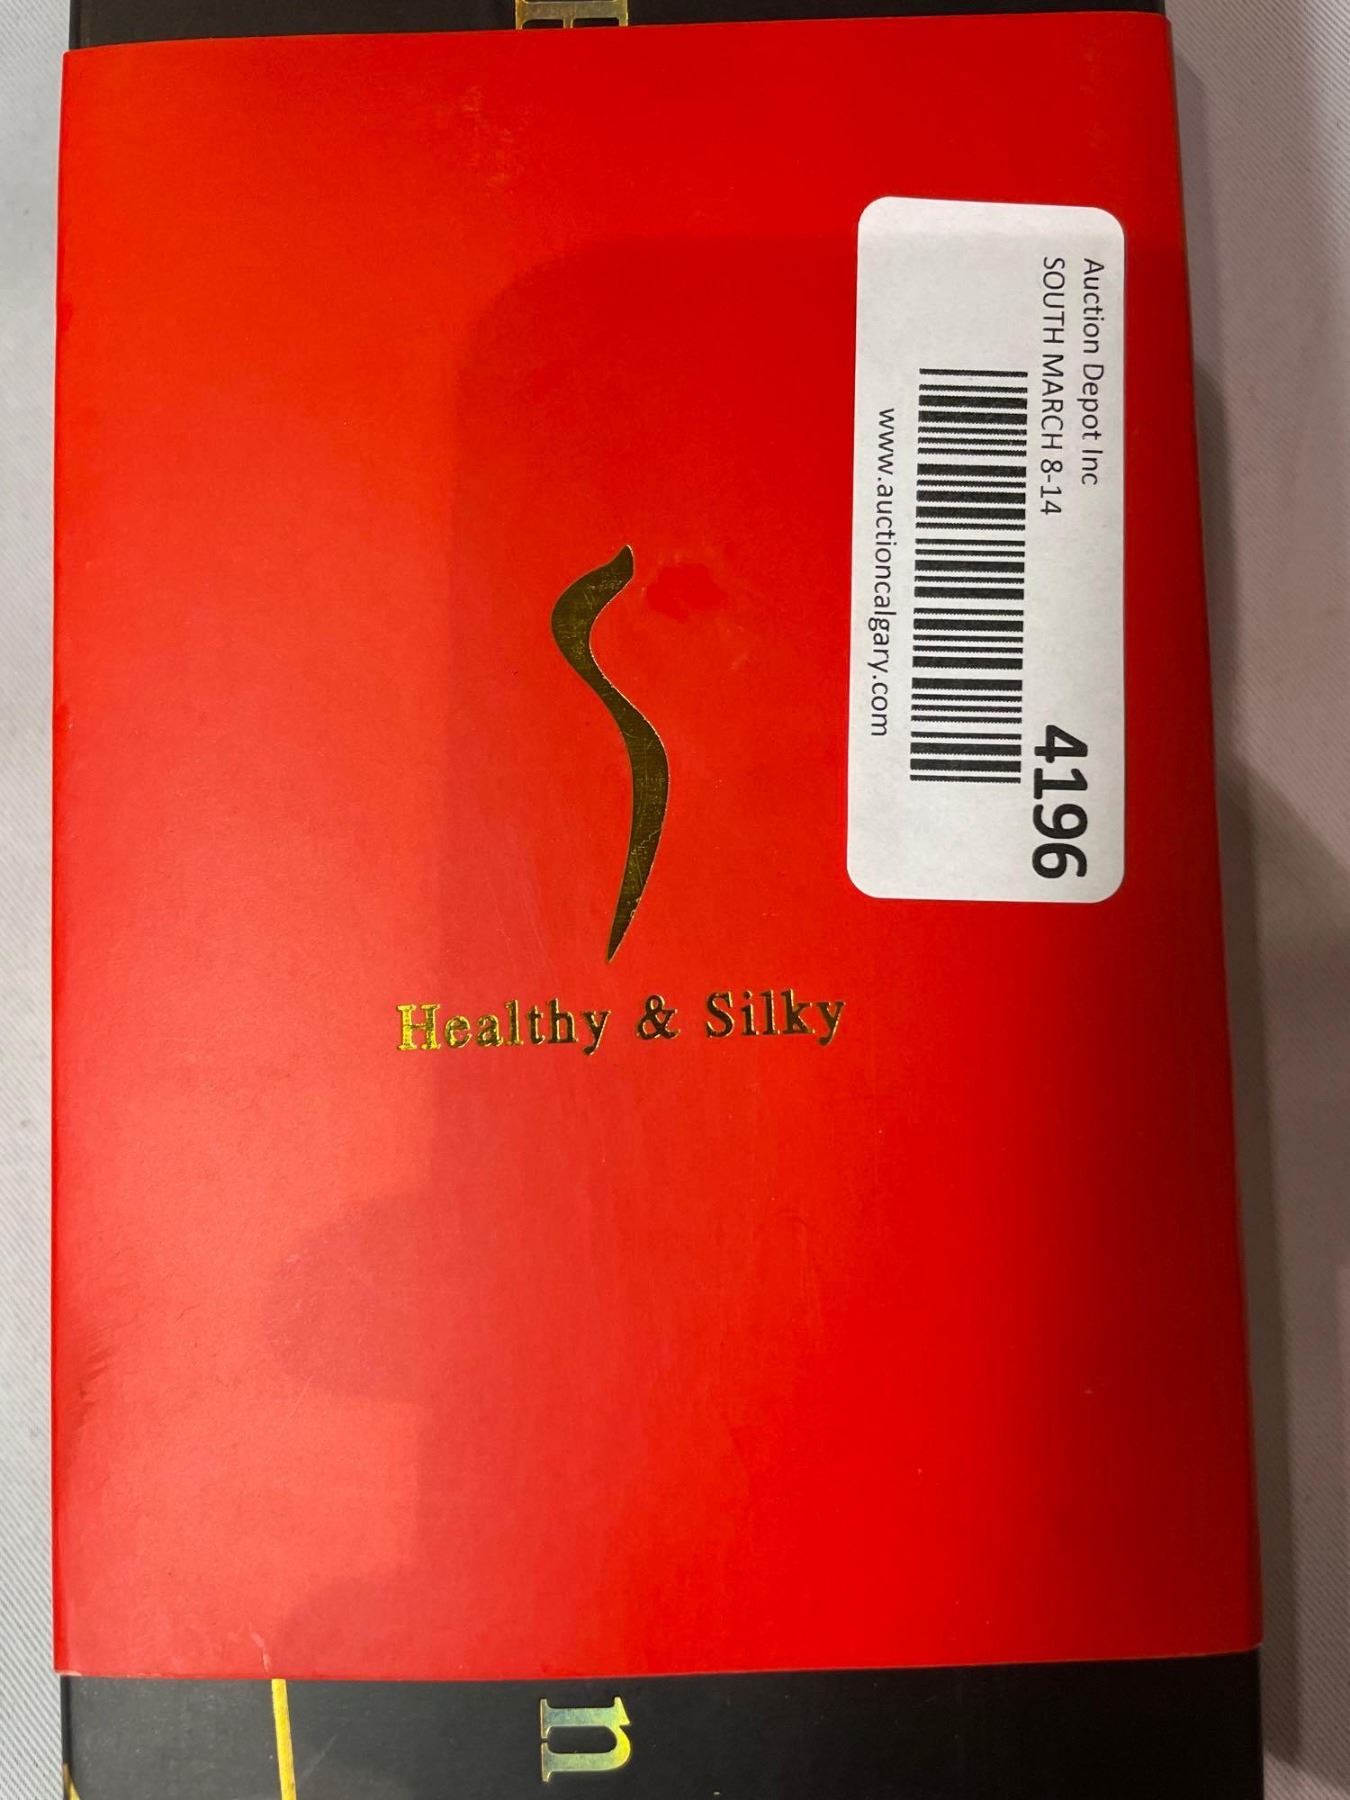 Auction Depot Inc
SOUTH MARCH 8-14
4196
www.auctioncalgary.com
Healthy & Silky
n